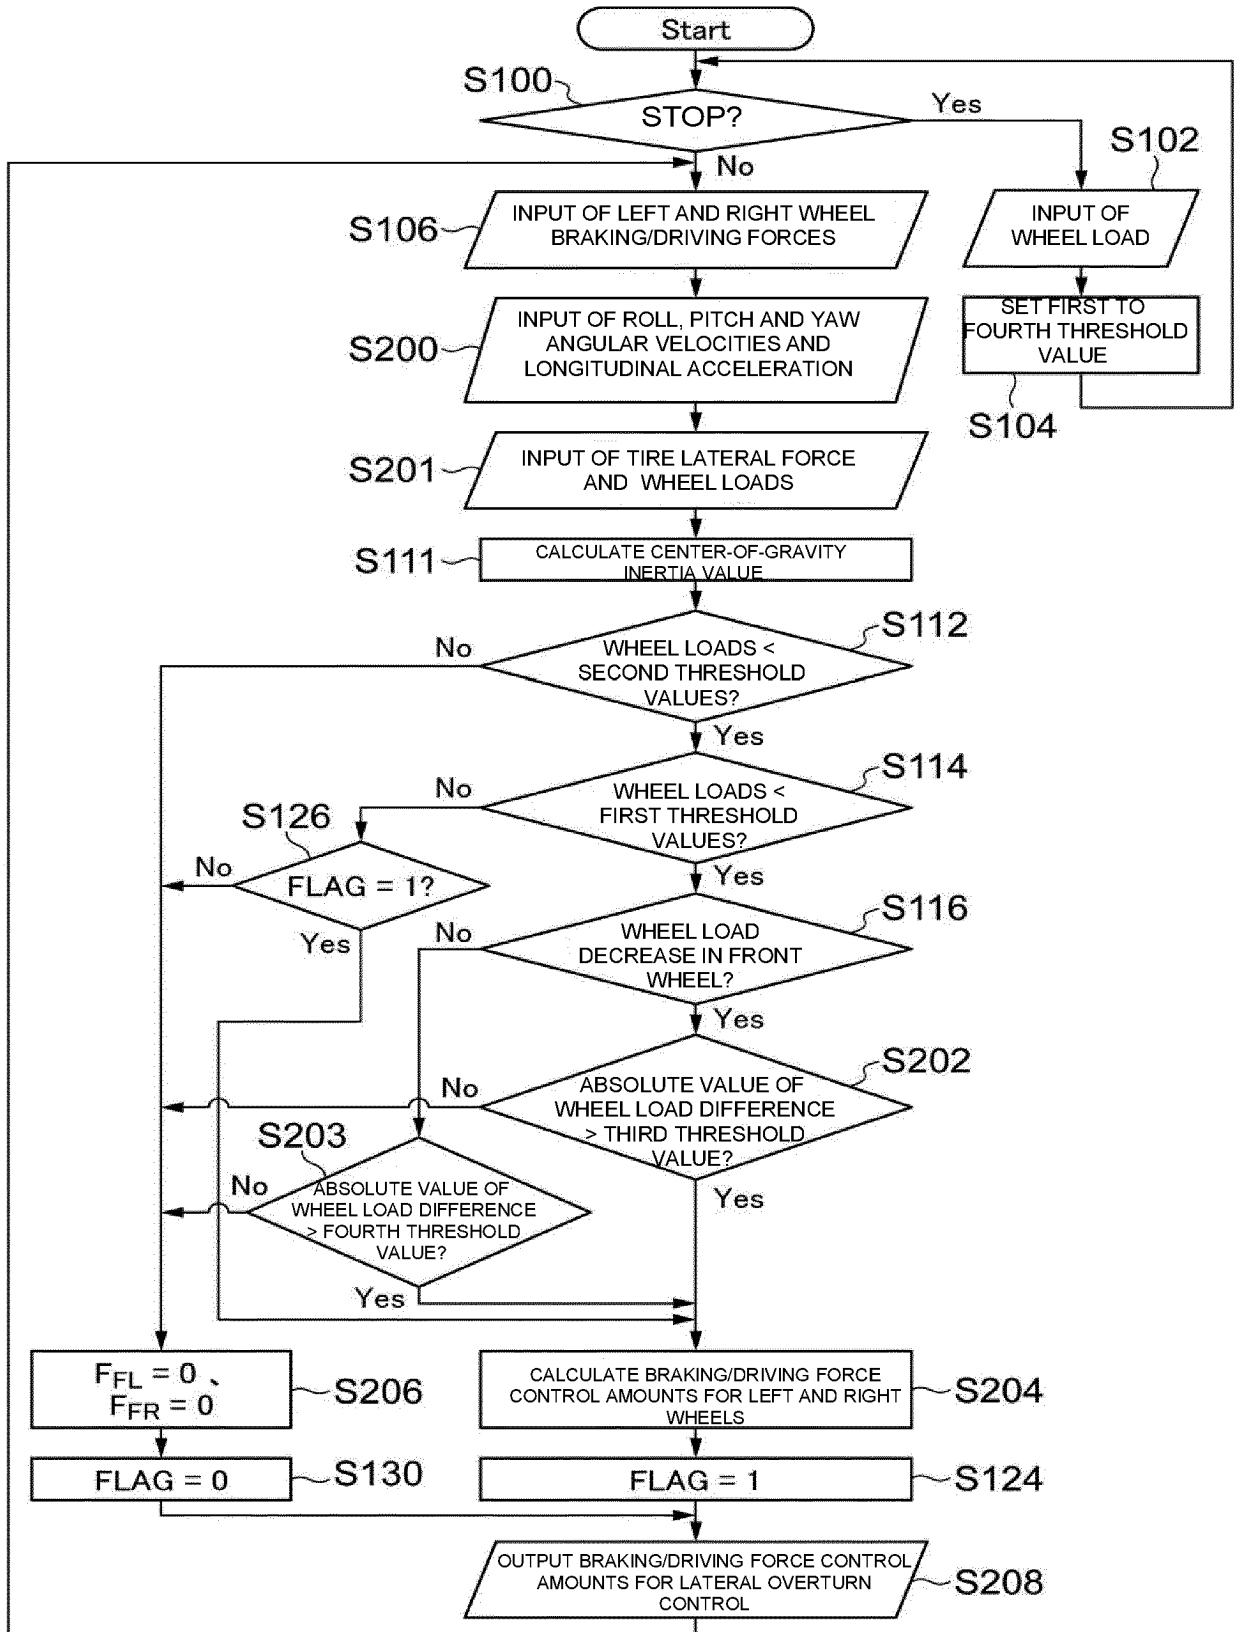 Start
S100
STOP?
Yes
No
S102
INPUT OF
WHEEL LOAD
S106
INPUT OF LEFT AND RIGHT WHEEL
BRAKING/DRIVING FORCES
SET FIRST TO
FOURTH THRESHOLD
VALUE
S104
S200
INPUT OF ROLL, PITCH AND YAW
ANGULAR VELOCITIES AND
LONGITUDINAL ACCELERATION
S201
INPUT OF TIRE LATERAL FORCE
AND WHEEL LOADS
S111
CALCULATE CENTER-OF-GRAVITY
INERTIA VALUE
S112
No
WHEEL LOADS <
SECOND THRESHOLD
VALUES?
Yes
S114
No
WHEEL LOADS <
FIRST THRESHOLD
VALUES?
Yes
S126
No
FLAG = 1?
Yes
S116
No
WHEEL LOAD
DECREASE IN FRONT
WHEEL?
Yes
S202
No
ABSOLUTE VALUE OF
WHEEL LOAD DIFFERENCE
> THIRD THRESHOLD
VALUE?
Yes
S203
No
ABSOLUTE VALUE OF
WHEEL LOAD DIFFERENCE
> FOURTH THRESHOLD
VALUE?
Yes
FFL = 0 、
FFR = 0
S206
CALCULATE BRAKING/DRIVING FORCE
CONTROL AMOUNTS FOR LEFT AND RIGHT
WHEELS
S204
FLAG = 0
S130
FLAG = 1
S124
OUTPUT BRAKING/DRIVING FORCE CONTROL
AMOUNTS FOR LATERAL OVERTURN
CONTROL
S208